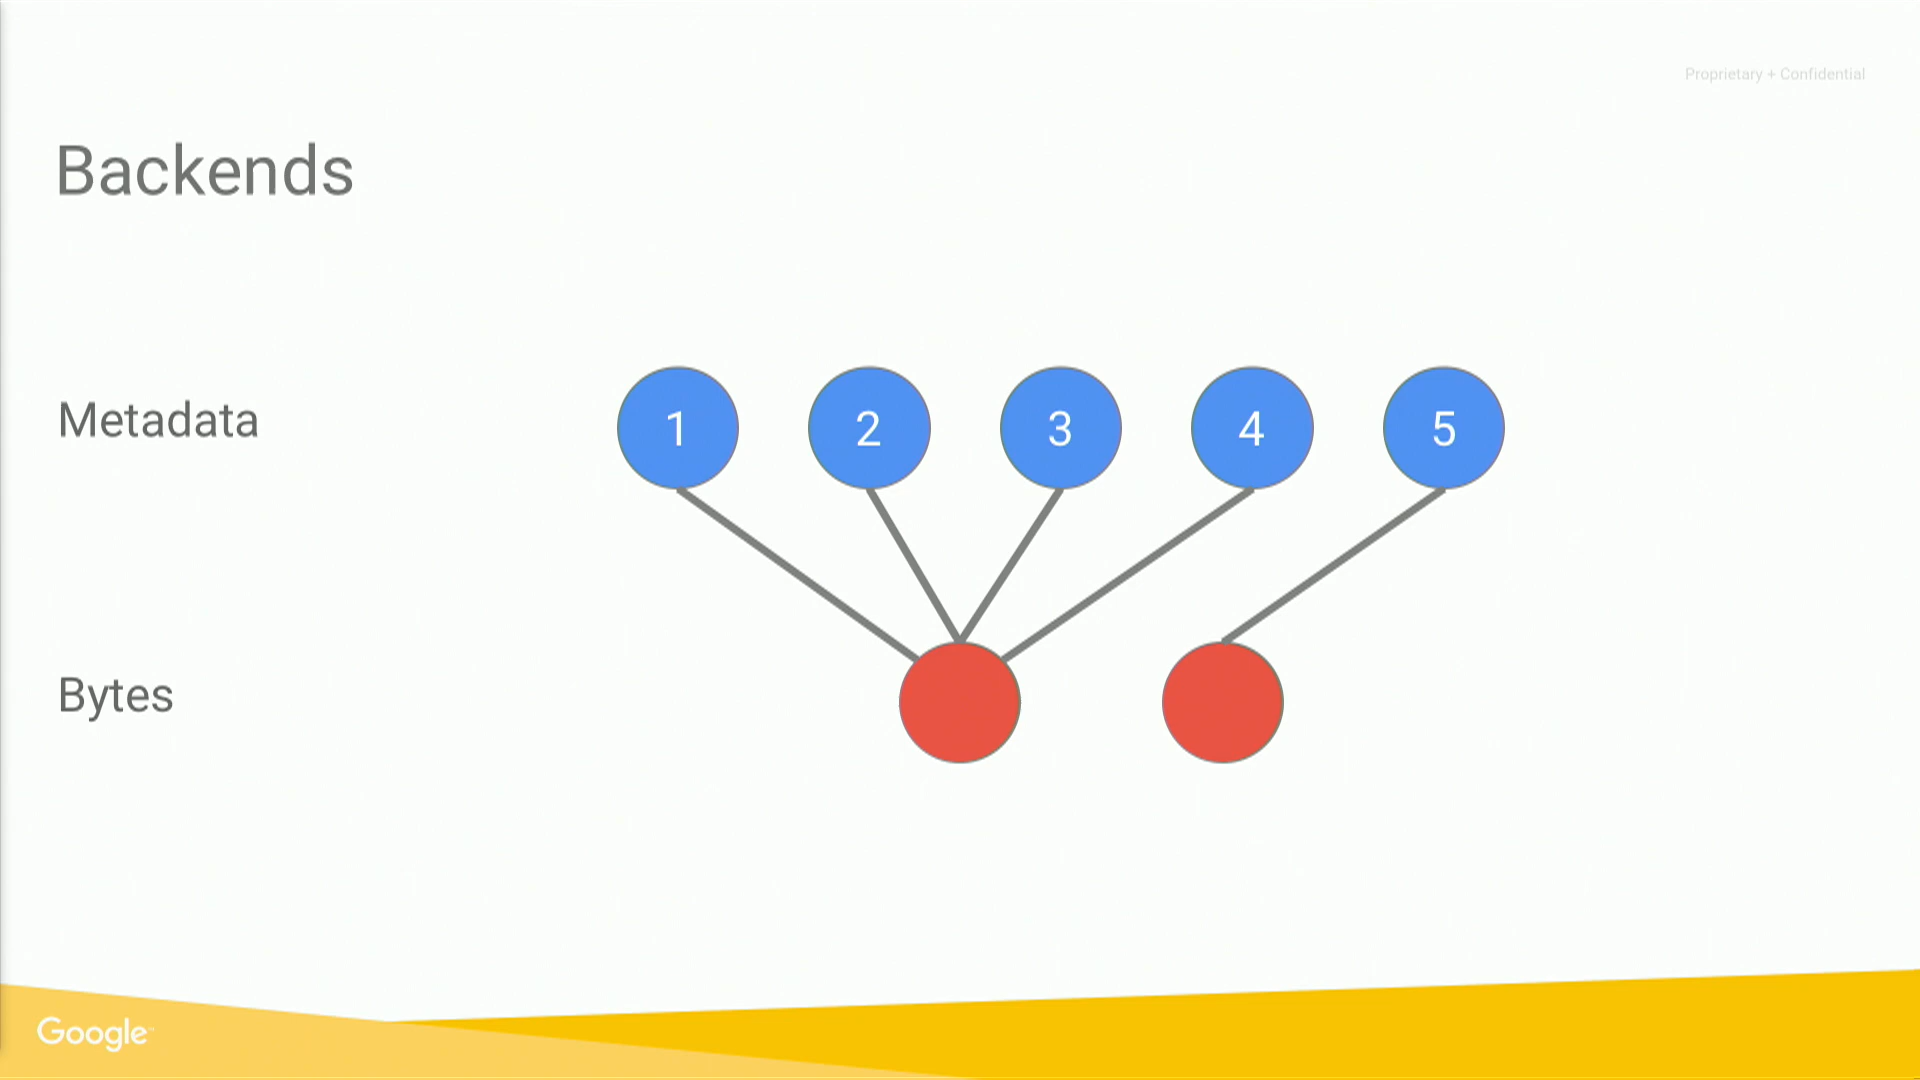 Proprietary + Confidential
Backends
Metadata
1 2 3 4 5
Bytes
Google